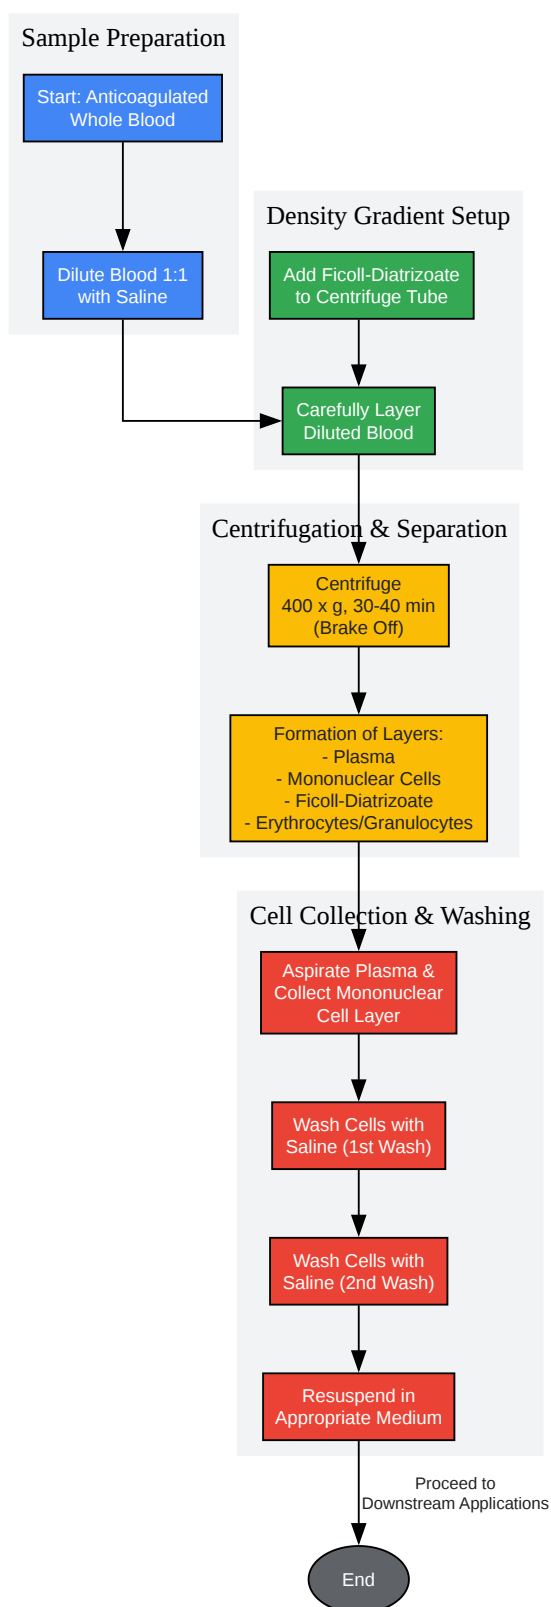 Sample Preparation
Start: Anticoagulated
Whole Blood
Dilute Blood 1:1
with Saline
Density Gradient Setup
Add Ficoll-Diatrizoate
to Centrifuge Tube
Carefully Layer
Diluted Blood
Centrifugation & Separation
Centrifuge
400 x g, 30-40 min
(Brake Off)
Formation of Layers:
- Plasma
- Mononuclear Cells
- Ficoll-Diatrizoate
- Erythrocytes/Granulocytes
Cell Collection & Washing
Aspirate Plasma &
Collect Mononuclear
Cell Layer
Wash Cells with
Saline (1st Wash)
Wash Cells with
Saline (2nd Wash)
Resuspend in
Appropriate Medium
Proceed to
Downstream Applications
End